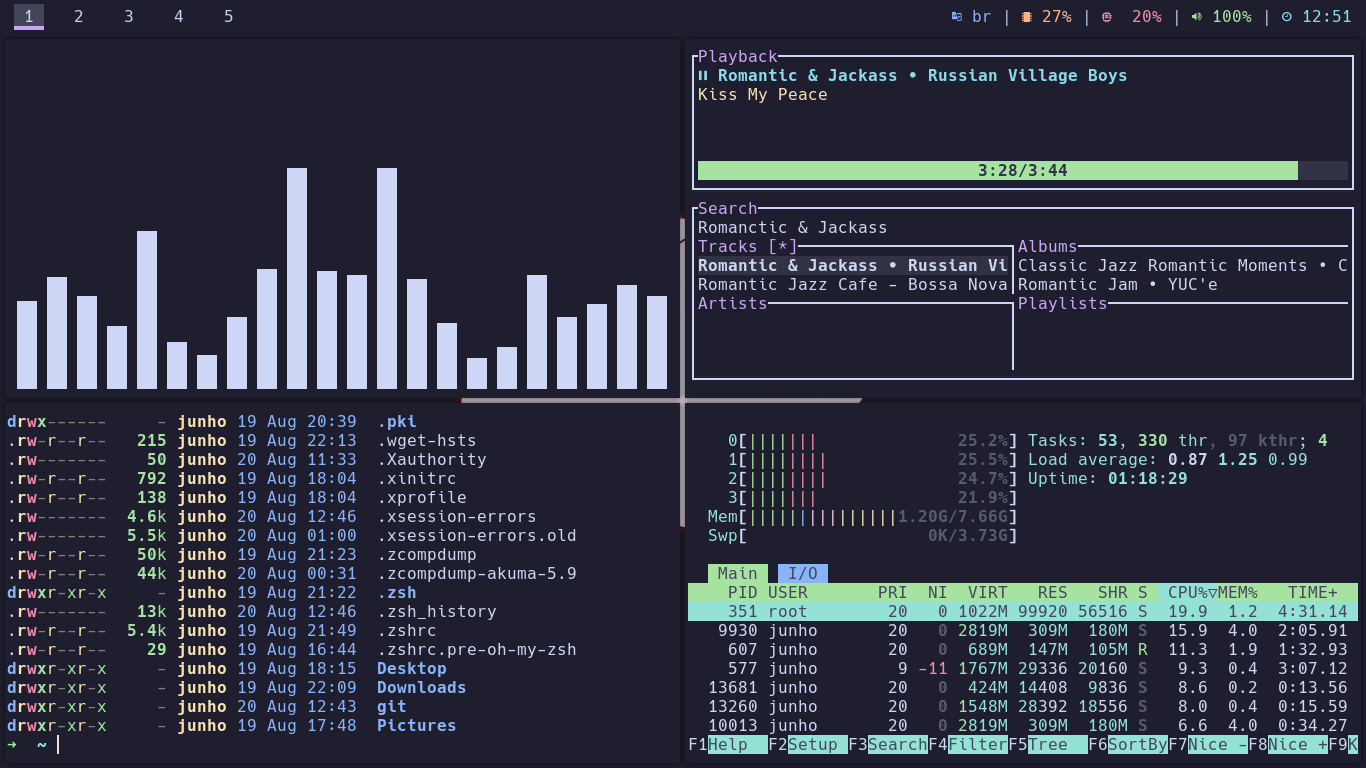 1 2 3 4 5
br | 27% | 20% | 100% | 12:51
Playback
Romantic & Jackass • Russian Village Boys
Kiss My Peace
3:28/3:44
Search
Romanctic & Jackass
Tracks [*]
Romantic & Jackass • Russian Vi
Romantic Jazz Cafe – Bossa Nova
Albums
Classic Jazz Romantic Moments • C
Romantic Jam • YUC'e
Artists
Playlists
drwx------ - junho 19 Aug 20:39 .pki
.rw-r--r-- 215 junho 19 Aug 22:13 .wget-hsts
.rw------- 50 junho 20 Aug 11:33 .Xauthority
.rw-r--r-- 792 junho 19 Aug 18:04 .xinitrc
.rw-r--r-- 138 junho 19 Aug 18:04 .xprofile
.rw------- 4.6k junho 20 Aug 12:46 .xsession-errors
.rw------- 5.5k junho 20 Aug 01:00 .xsession-errors.old
.rw-r--r-- 50k junho 19 Aug 21:23 .zcompdump
.rw-r--r-- 44k junho 20 Aug 00:31 .zcompdump-akuma-5.9
drwxr-xr-x - junho 19 Aug 21:22 .zsh
.rw------- 13k junho 20 Aug 12:46 .zsh_history
.rw-r--r-- 5.4k junho 19 Aug 21:49 .zshrc
.rw-r--r-- 29 junho 19 Aug 16:44 .zshrc.pre-oh-my-zsh
drwxr-xr-x - junho 19 Aug 18:15 Desktop
drwxr-xr-x - junho 19 Aug 22:09 Downloads
drwxr-xr-x - junho 20 Aug 12:43 git
drwxr-xr-x - junho 19 Aug 17:48 Pictures
➜ ~
0[||||||| 25.2%] Tasks: 53, 330 thr, 97 kthr; 4
1[|||||||| 25.5%] Load average: 0.87 1.25 0.99
2[|||||||| 24.7%] Uptime: 01:18:29
3[||||||| 21.9%]
Mem[|||||||||||||||1.20G/7.66G]
Swp[ 0K/3.73G]
Main I/O
PID USER PRI NI VIRT RES SHR S CPU%▽MEM% TIME+
351 root 20 0 1022M 99920 56516 S 19.9 1.2 4:31.14
9930 junho 20 0 2819M 309M 180M S 15.9 4.0 2:05.91
607 junho 20 0 689M 147M 105M R 11.3 1.9 1:32.93
577 junho 9 -11 1767M 29336 20160 S 9.3 0.4 3:07.12
13681 junho 20 0 424M 14408 9836 S 8.6 0.2 0:13.56
13260 junho 20 0 1548M 28392 18556 S 8.0 0.4 0:15.59
10013 junho 20 0 2819M 309M 180M S 6.6 4.0 0:34.27
F1Help F2Setup F3SearchF4FilterF5Tree F6SortByF7Nice -F8Nice +F9K